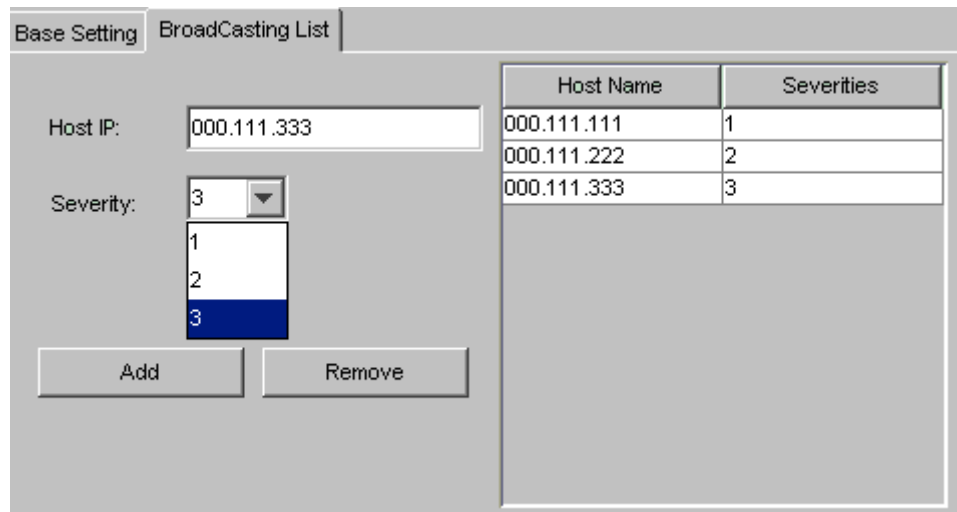 Base Setting
BroadCasting List
Host IP:
000.111.333
Severity:
3
1
2
3
Add
Remove
Host Name Severities
000.111.111 1
000.111.222 2
000.111.333 3